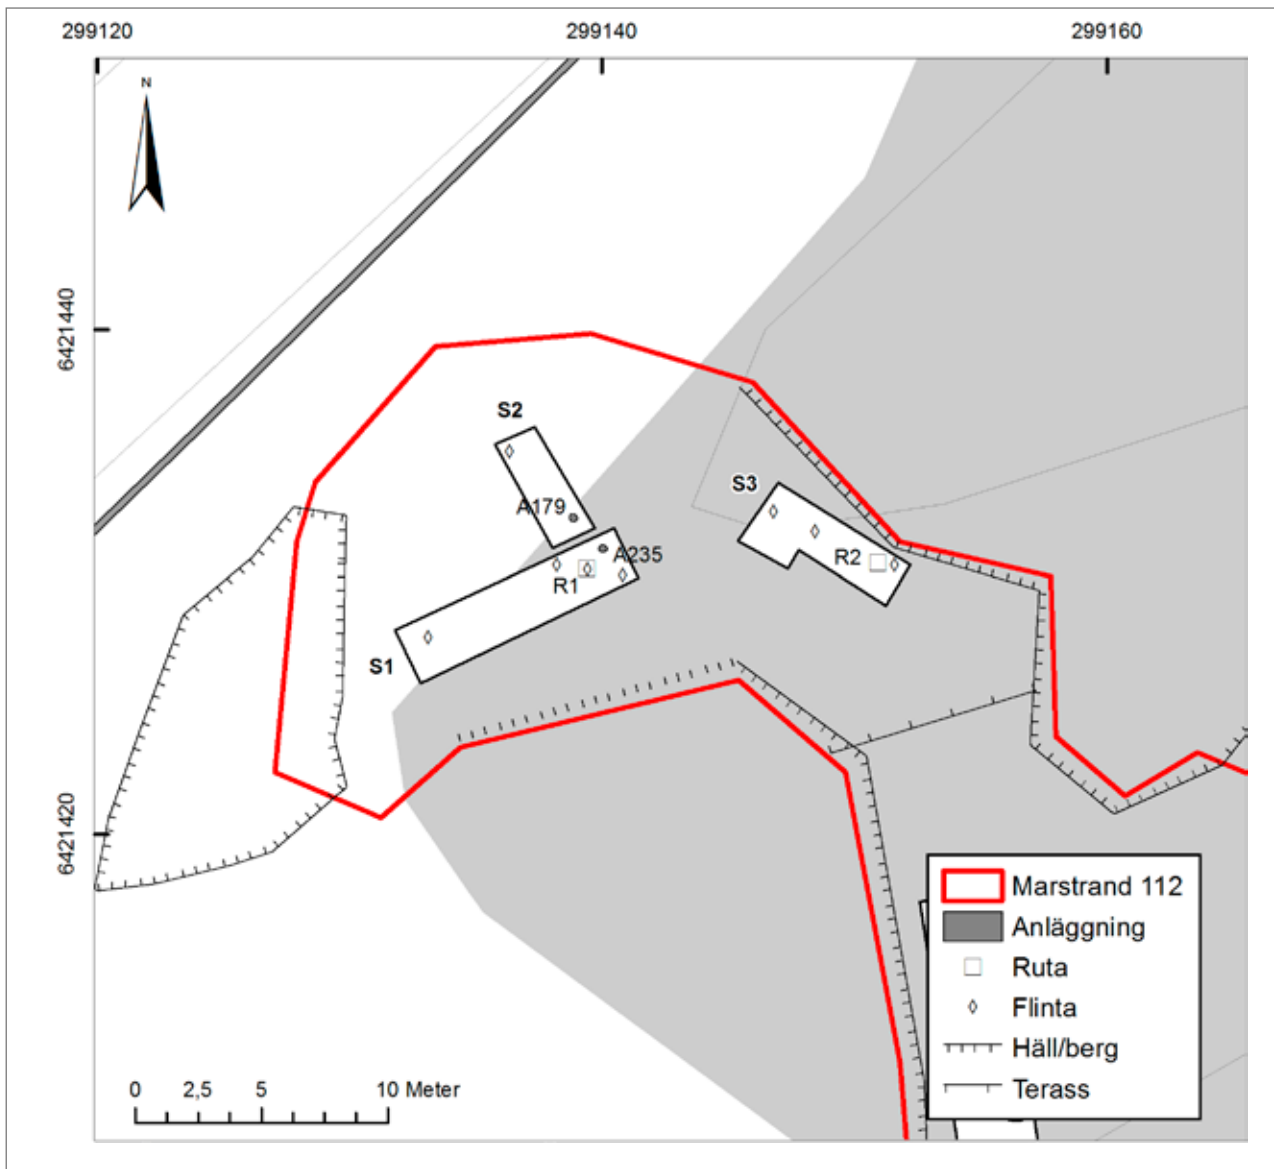 299120 299140 299160
N
6421440
S2
S3
A179
A235
R1
R2
S1
6421420
Marstrand 112
Anläggning
Ruta
Flinta
Häll/berg
Terass
0 2,5 5 10 Meter